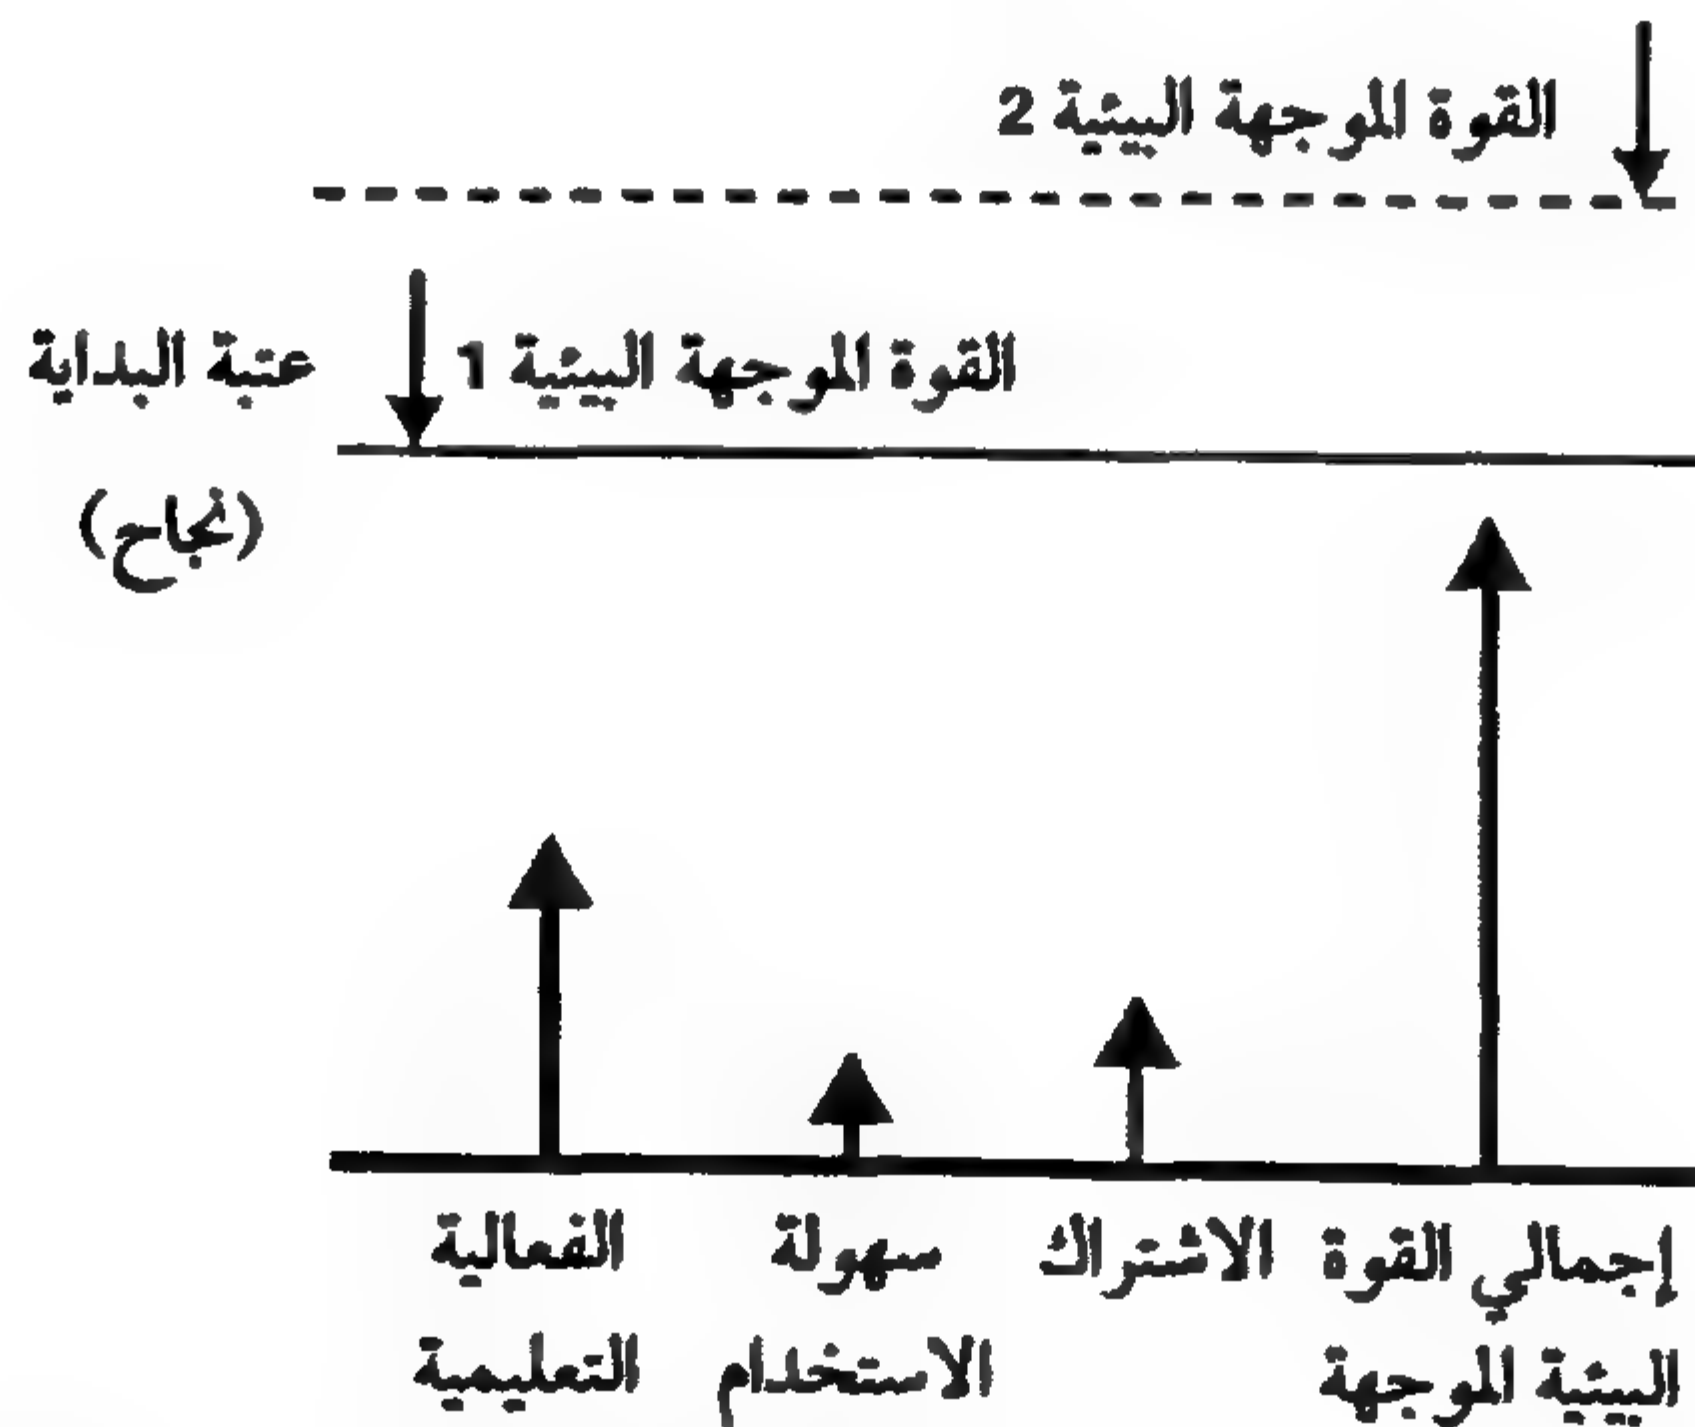 القوة الموجهة البيئية 2
القوة الموجهة البيئية 1
عتبة البداية
(نجاح)
إجمالي القوة
البيئية الموجهة
الاشتراك
سهولة
الاستخدام
الفعالية
التعليمية